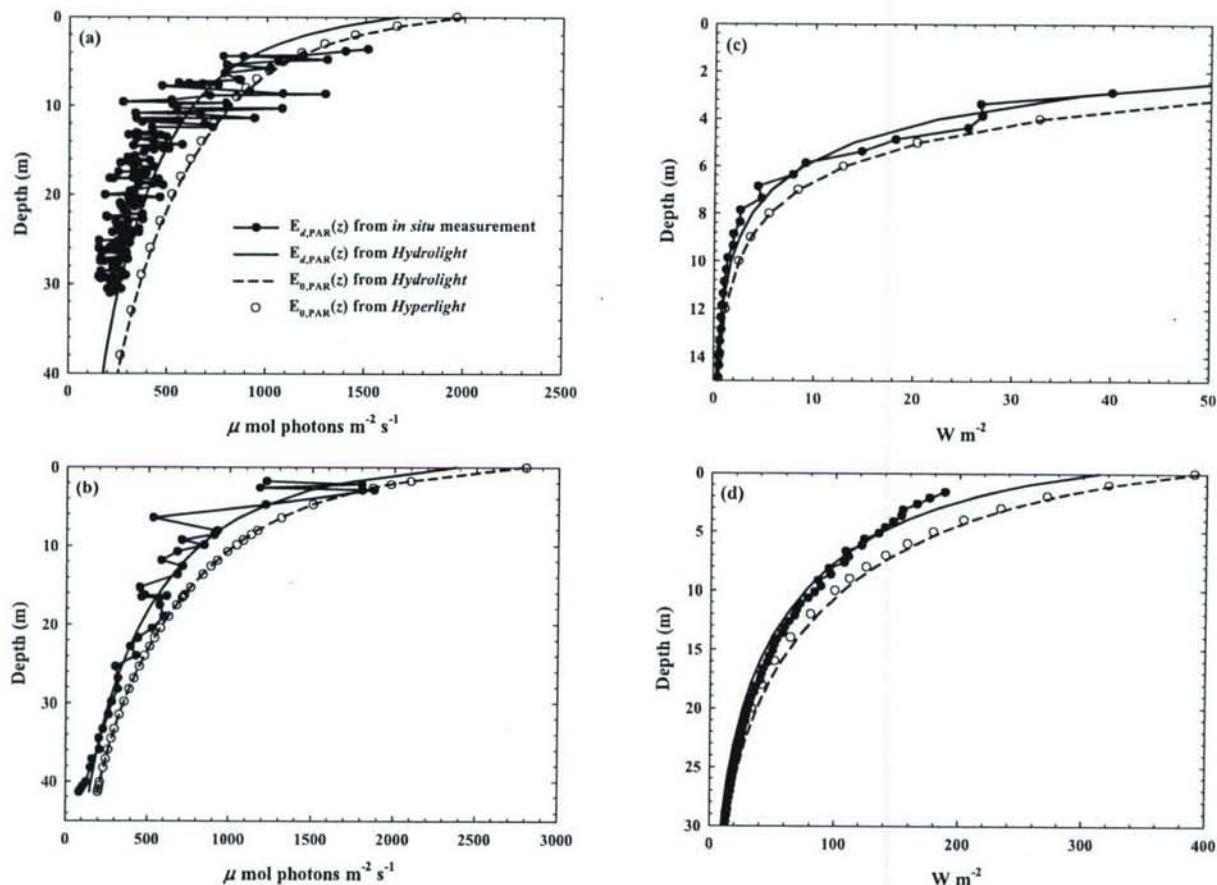 (a)
0
10
20
30
40
Depth (m)
0 500 1000 1500 2000 2500
μ mol photons m⁻² s⁻¹
E_d,PAR(z) from in situ measurement
E_d,PAR(z) from Hydrolight
E_0,PAR(z) from Hydrolight
E_0,PAR(z) from Hyperlight
(c)
0
2
4
6
8
10
12
14
Depth (m)
0 10 20 30 40 50
W m⁻²
(b)
0
10
20
30
40
Depth (m)
0 500 1000 1500 2000 2500 3000
μ mol photons m⁻² s⁻¹
(d)
0
5
10
15
20
25
30
Depth (m)
0 100 200 300 400
W m⁻²